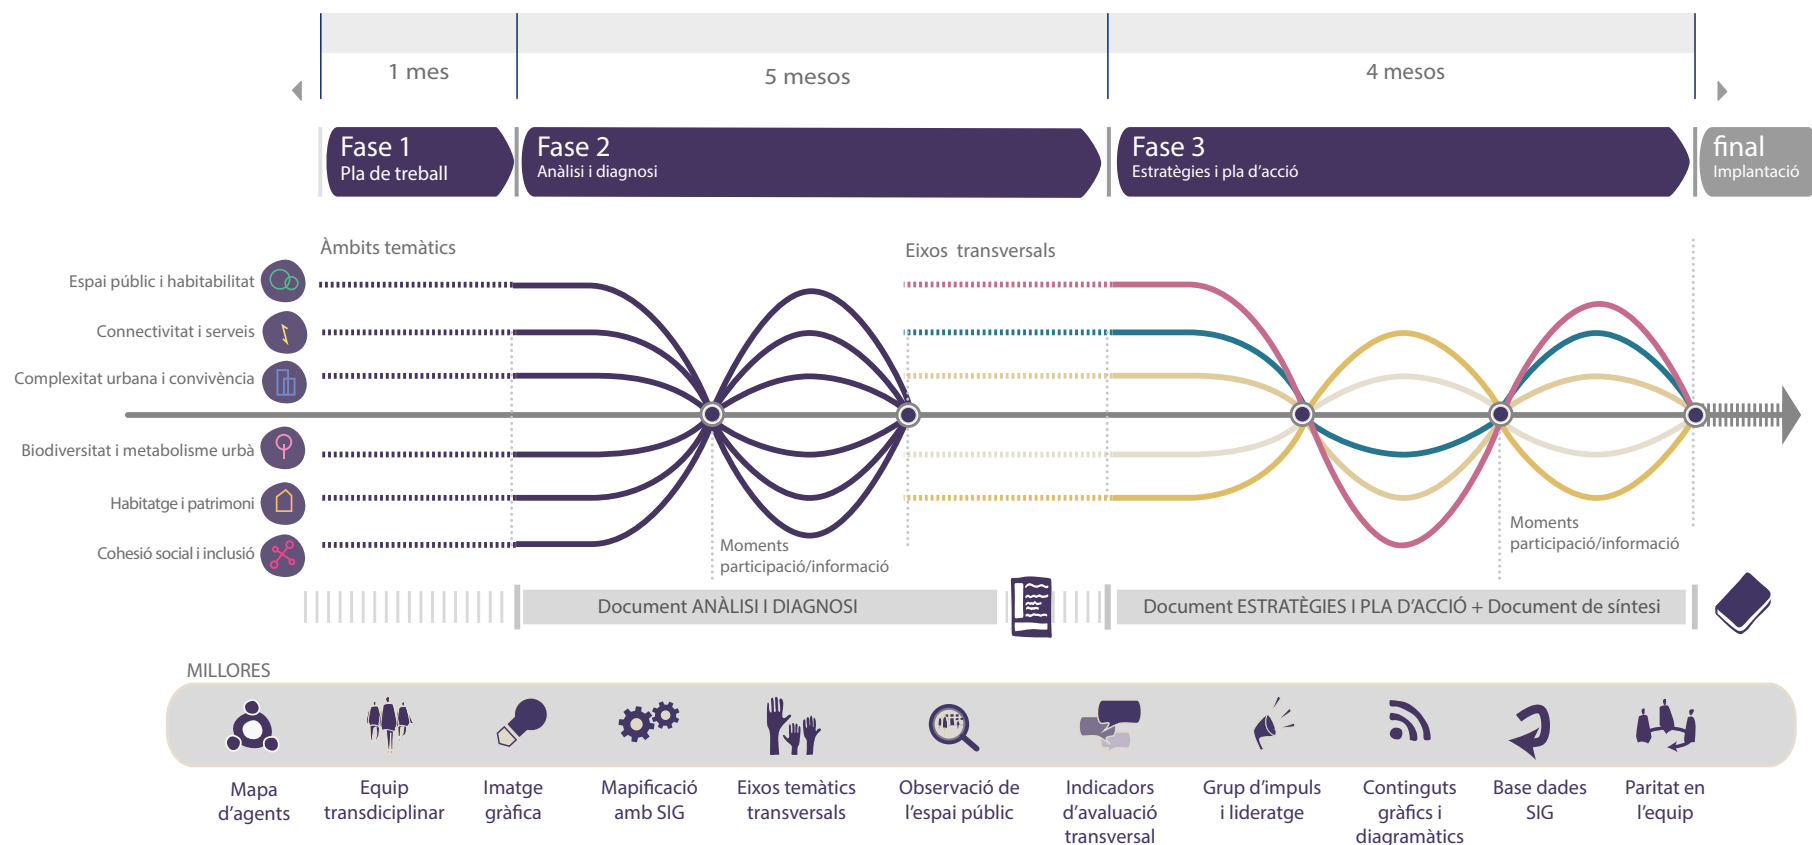 1 mes
5 mesos
4 mesos
Fase 1
Pla de treball
Fase 2
Anàlisi i diagnosi
Fase 3
Estratègies i pla d'acció
final
Implantació
Àmbits temàtics
Eixos transversals
Espai públic i habitabilitat
Connectivitat i serveis
Complexitat urbana i convivència
Biodiversitat i metabolisme urbà
Habitatge i patrimoni
Cohesió social i inclusió
Moments
participació/informació
Moments
participació/informació
Document ANÀLISI I DIAGNOSI
Document ESTRATÈGIES I PLA D'ACCIÓ + Document de síntesi
MILLORES
Mapa
d'agents
Equip
transdiciplinar
Imatge
gràfica
Mapificació
amb SIG
Eixos temàtics
transversals
Observació de
l'espai públic
Indicadors
d'avaluació
transversal
Grup d'impuls
i lideratge
Continguts
gràfics i
diagramàtics
Base dades
SIG
Paritat en
l'equip